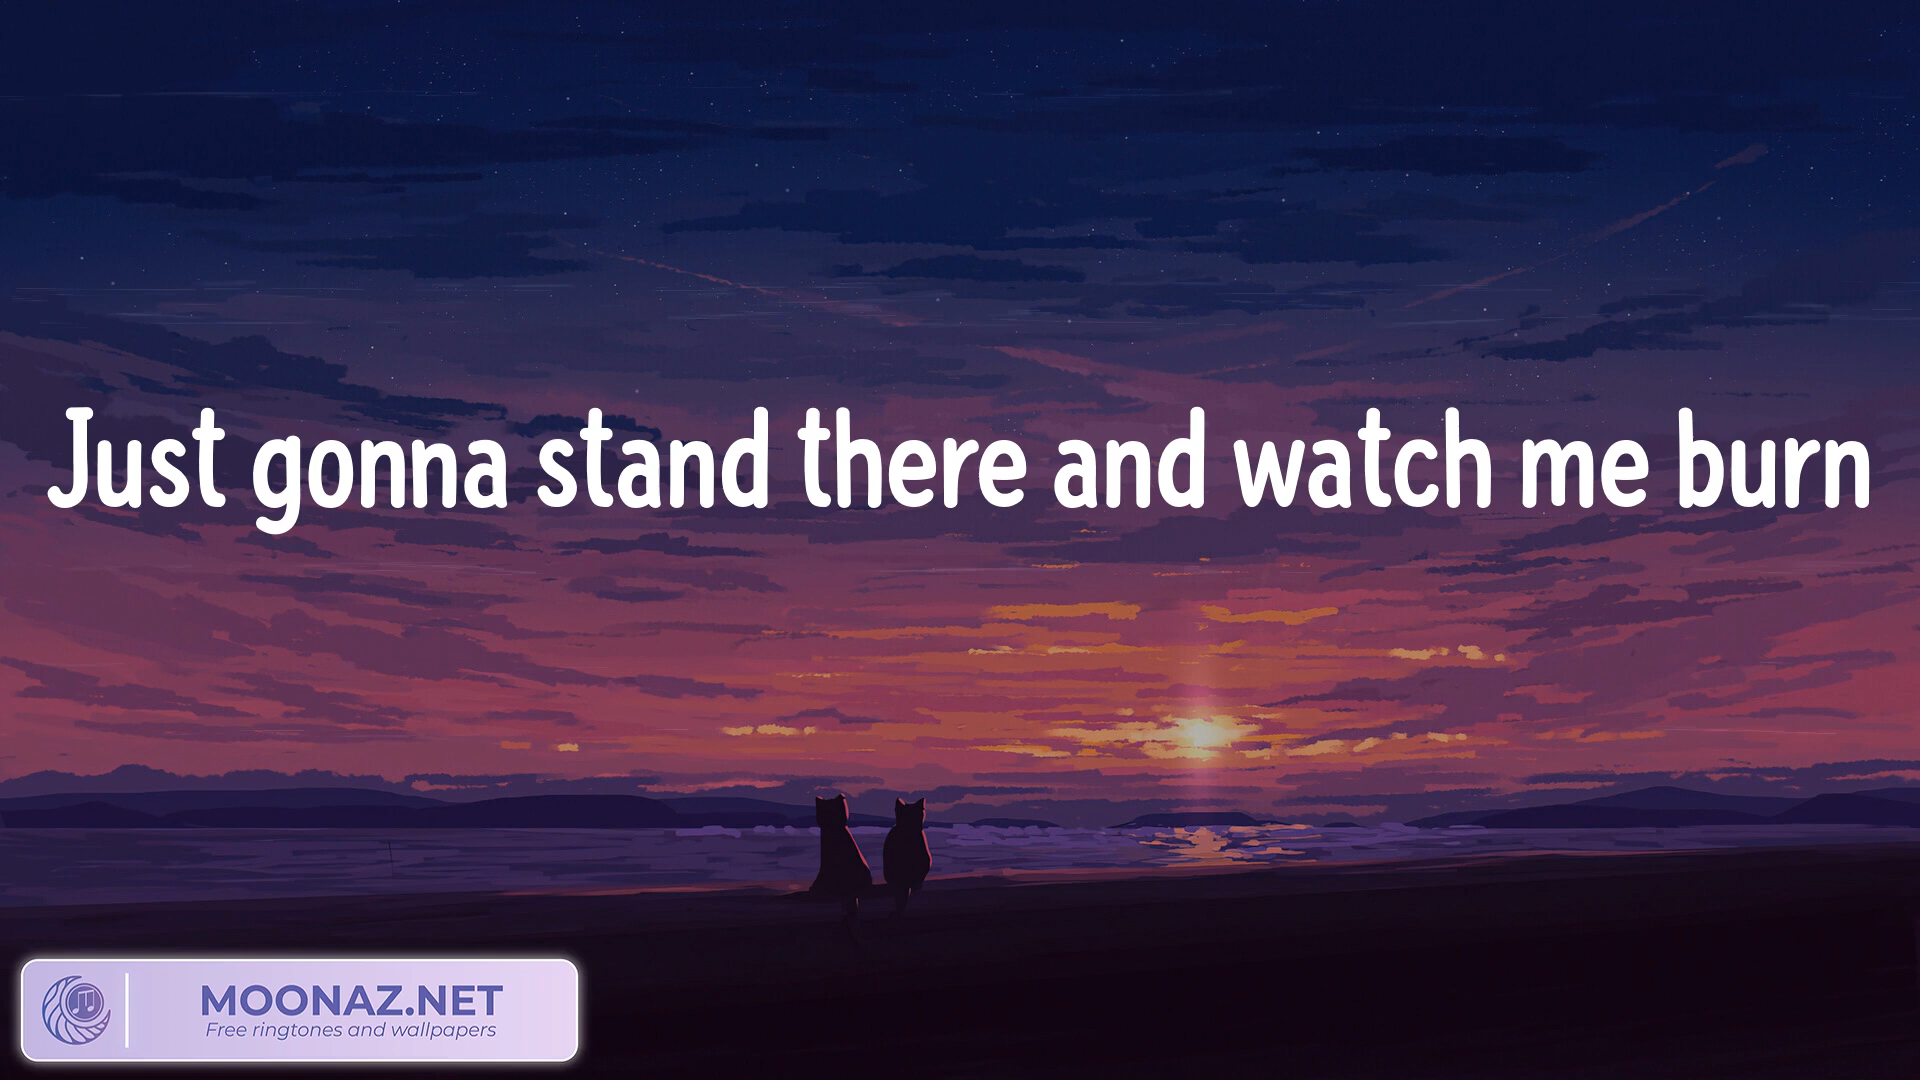 Just gonna stand there and watch me burn
MOONAZ.NET
Free ringtones and wallpapers